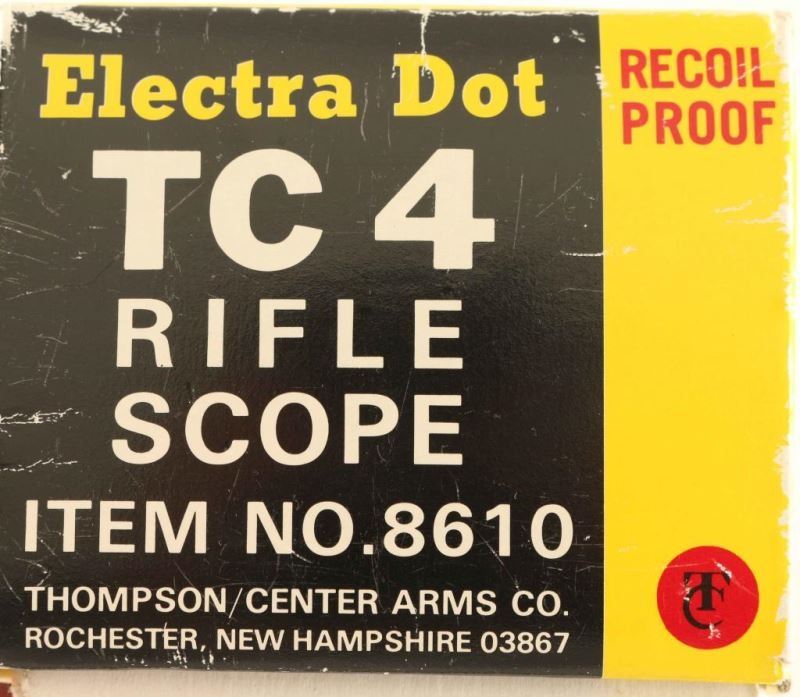 Electra Dot
TC 4
RIFLE
SCOPE
ITEM NO.8610
THOMPSON/CENTER ARMS CO.
ROCHESTER, NEW HAMPSHIRE 03867
RECOIL
PROOF
TC